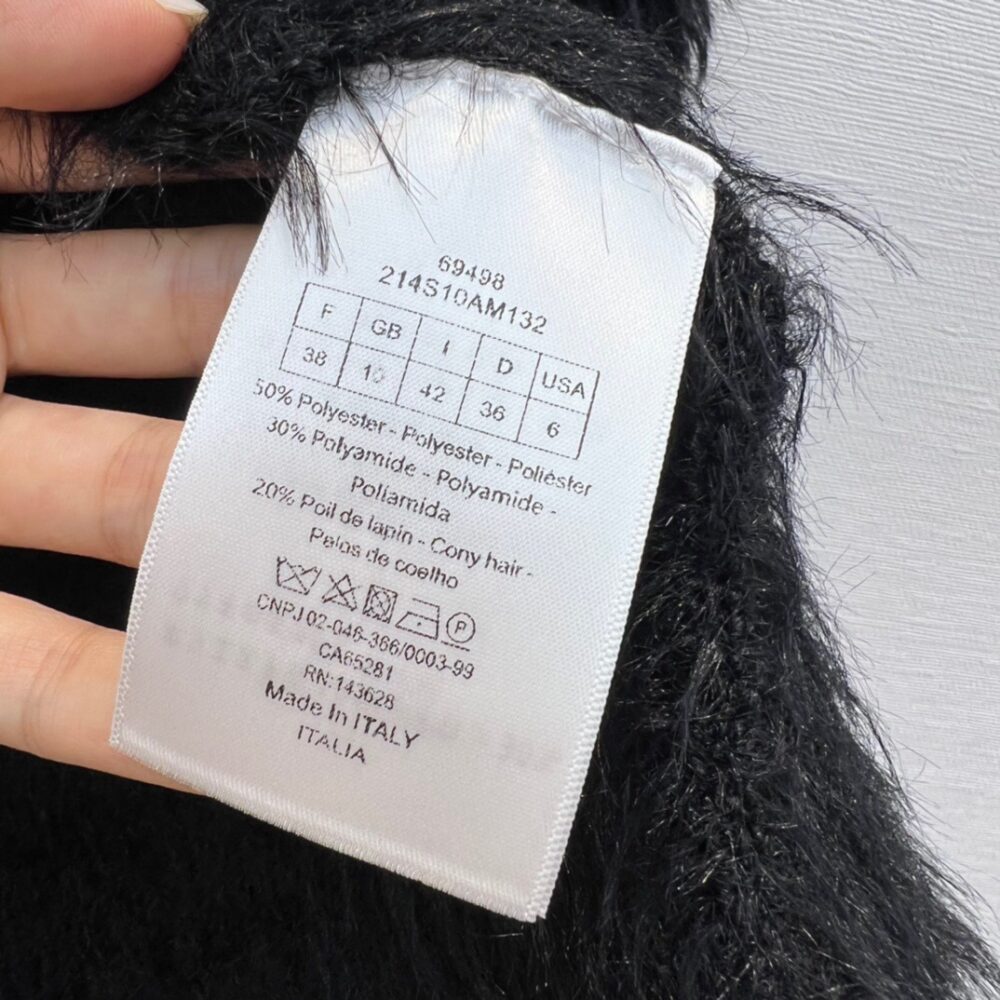 69498
214S10AM132
F GB I D USA
38 10 42 36 6
50% Polyester - Polyester - Poliéster
30% Polyamide - Polyamide -
Poliamida
20% Poil de lapin - Cony hair -
Pelos de coelho
P
CNPJ 02-046-366/0003-99
CA65281
RN:143628
Made In ITALY
ITALIA